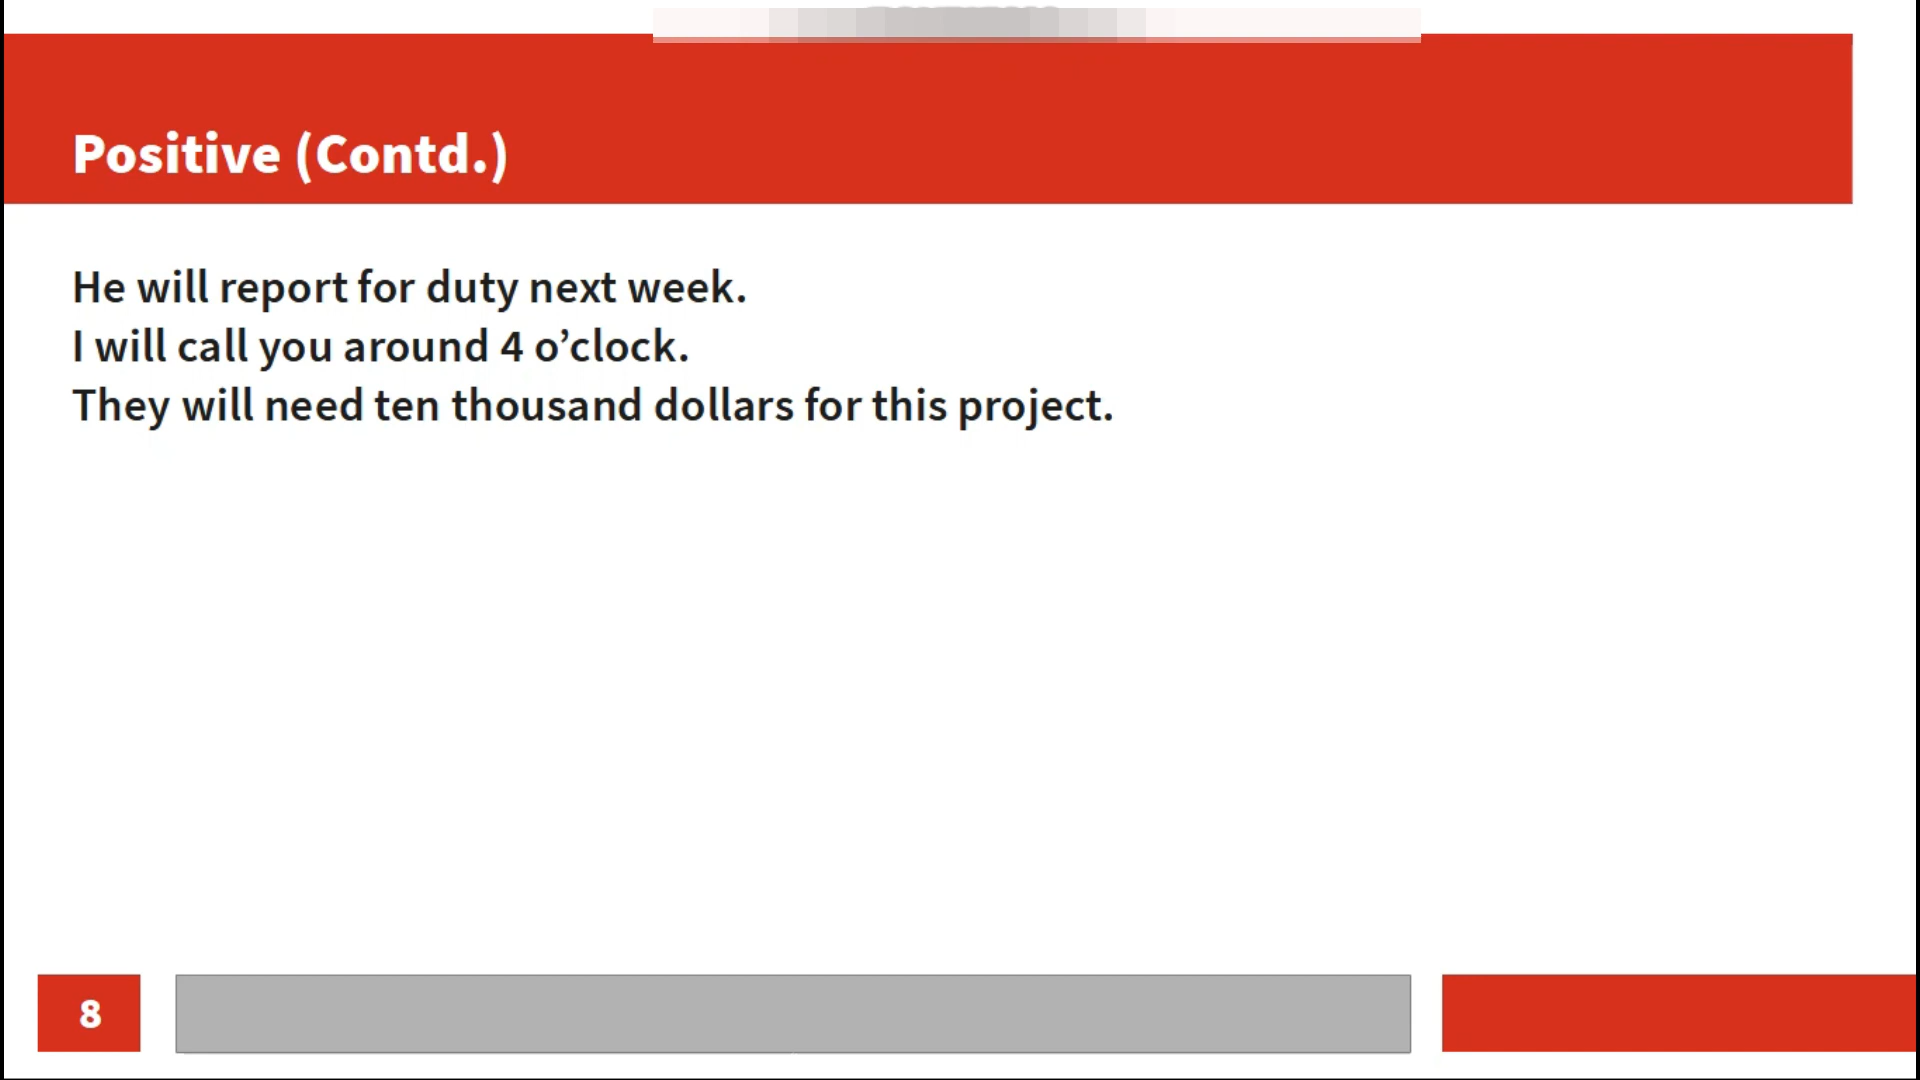 Positive (Contd.)
He will report for duty next week.
I will call you around 4 o’clock.
They will need ten thousand dollars for this project.
8